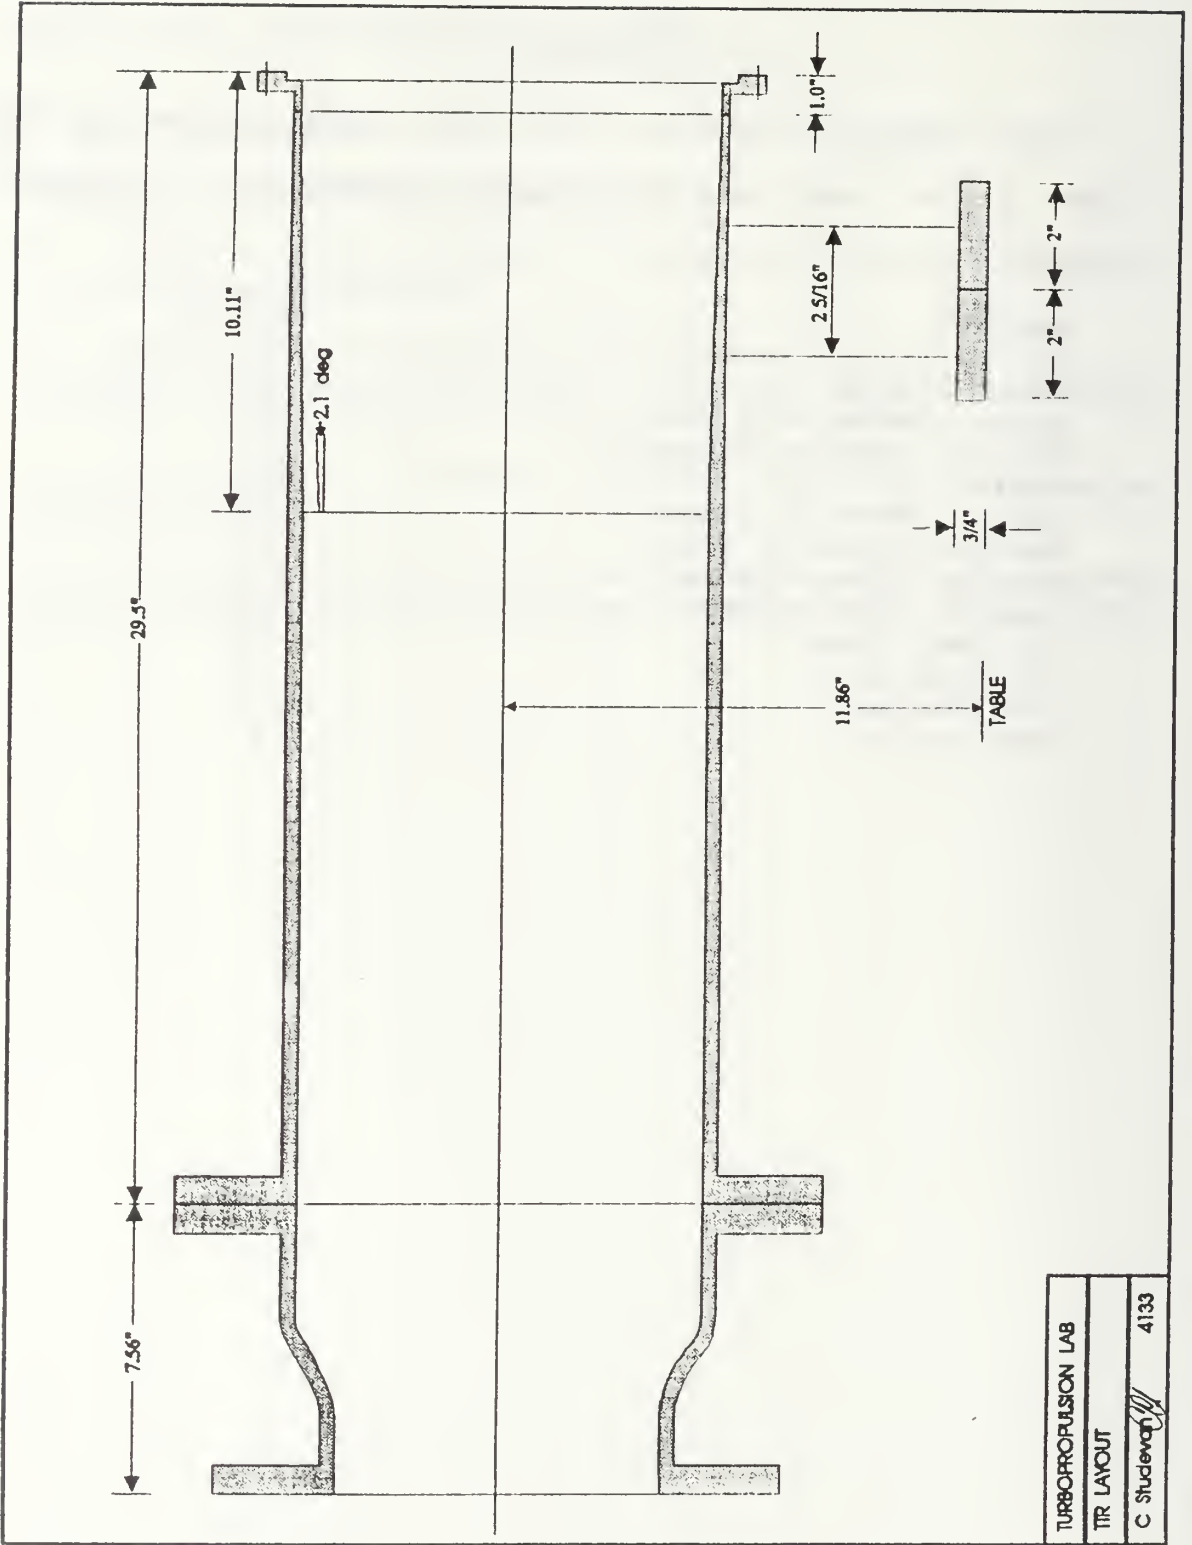 29.5"
7.56"
10.11"
2.1 deg
1.0"
2 5/16"
2"
2"
3/4"
11.86"
TABLE
TURBOPROPULSION LAB
TTR LAYOUT
C Studevan 4133